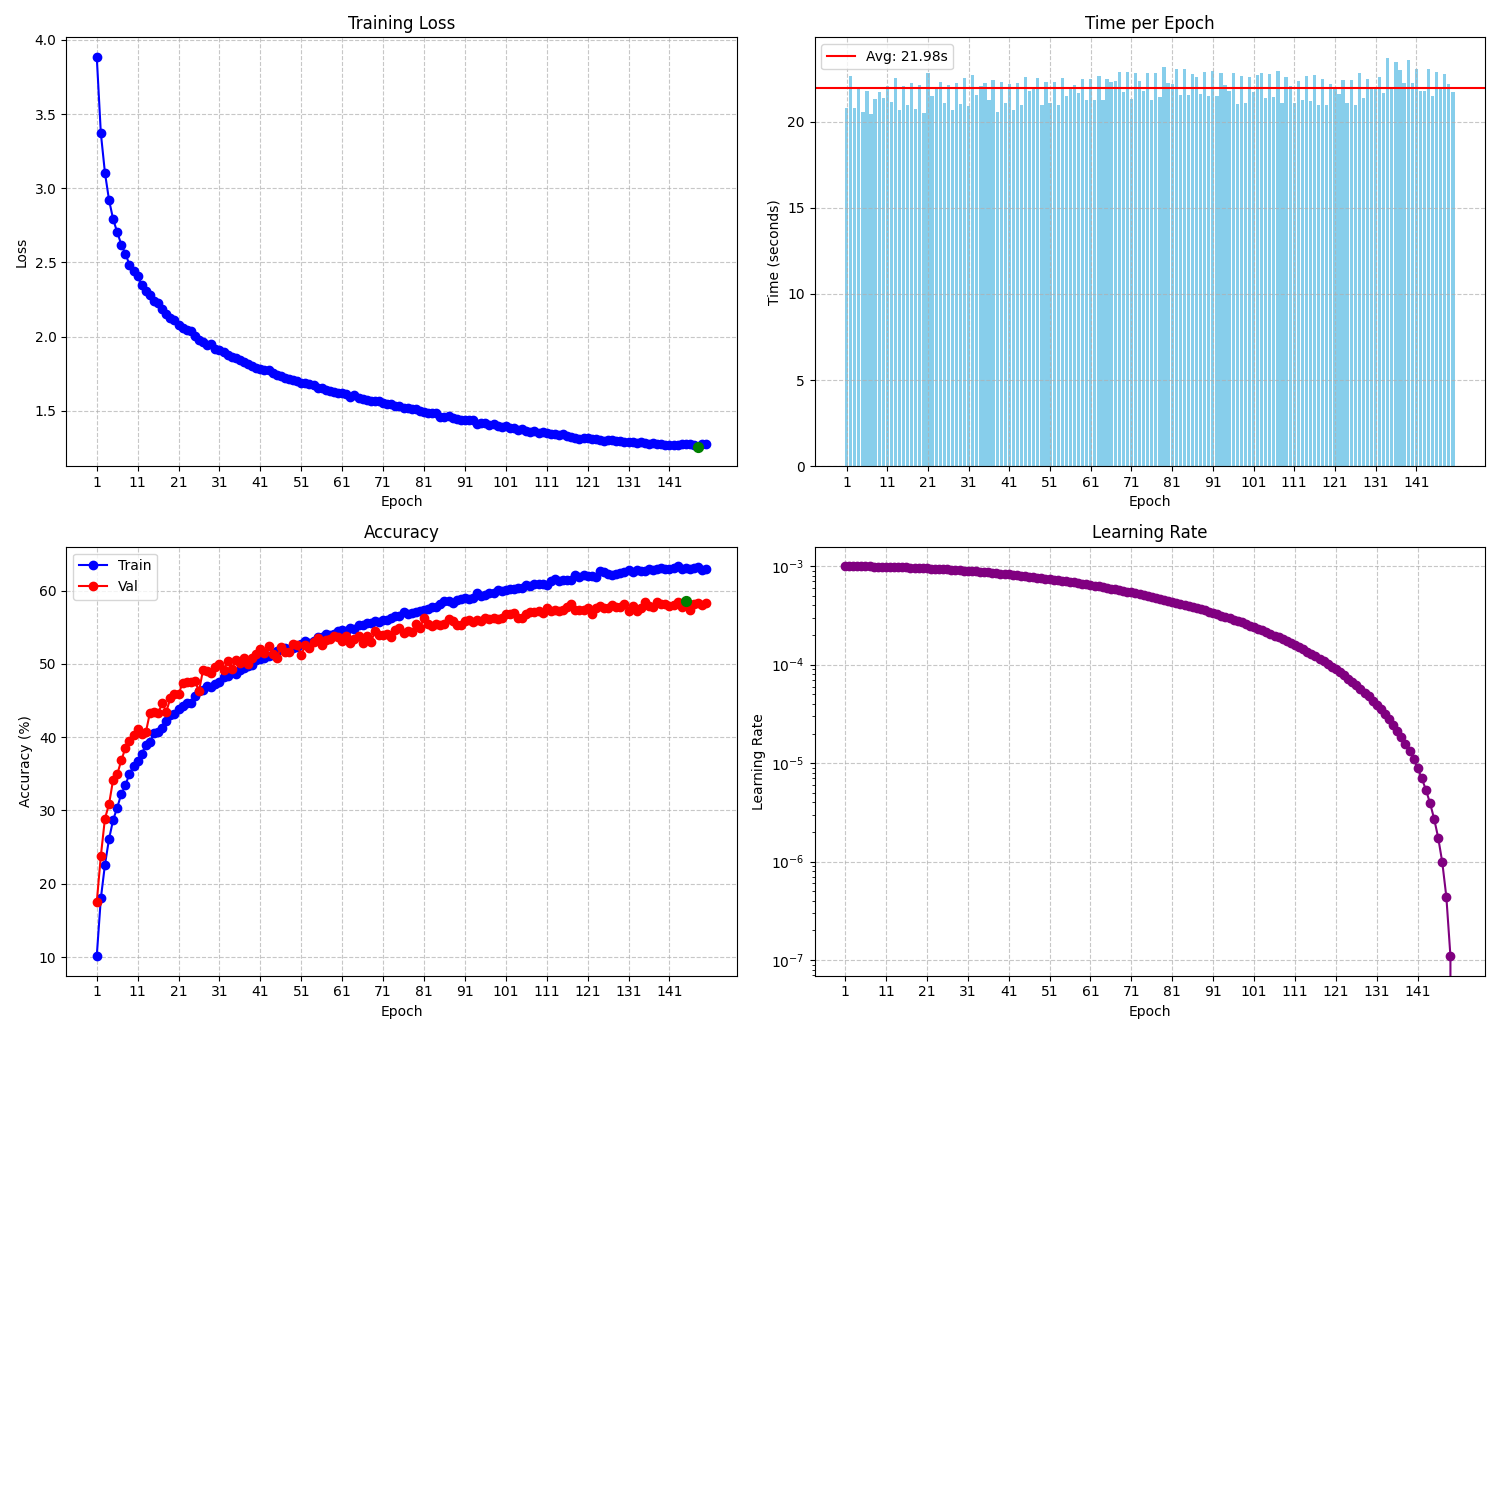 Training Loss
4.0
3.5
3.0
2.5
2.0
1.5
Loss
1 11 21 31 41 51 61 71 81 91 101 111 121 131 141
Epoch
Time per Epoch
Avg: 21.98s
20
15
10
5
0
Time (seconds)
1 11 21 31 41 51 61 71 81 91 101 111 121 131 141
Epoch
Accuracy
Train
Val
60
50
40
30
20
10
Accuracy (%)
1 11 21 31 41 51 61 71 81 91 101 111 121 131 141
Epoch
Learning Rate
10⁻³
10⁻⁴
10⁻⁵
10⁻⁶
10⁻⁷
Learning Rate
1 11 21 31 41 51 61 71 81 91 101 111 121 131 141
Epoch